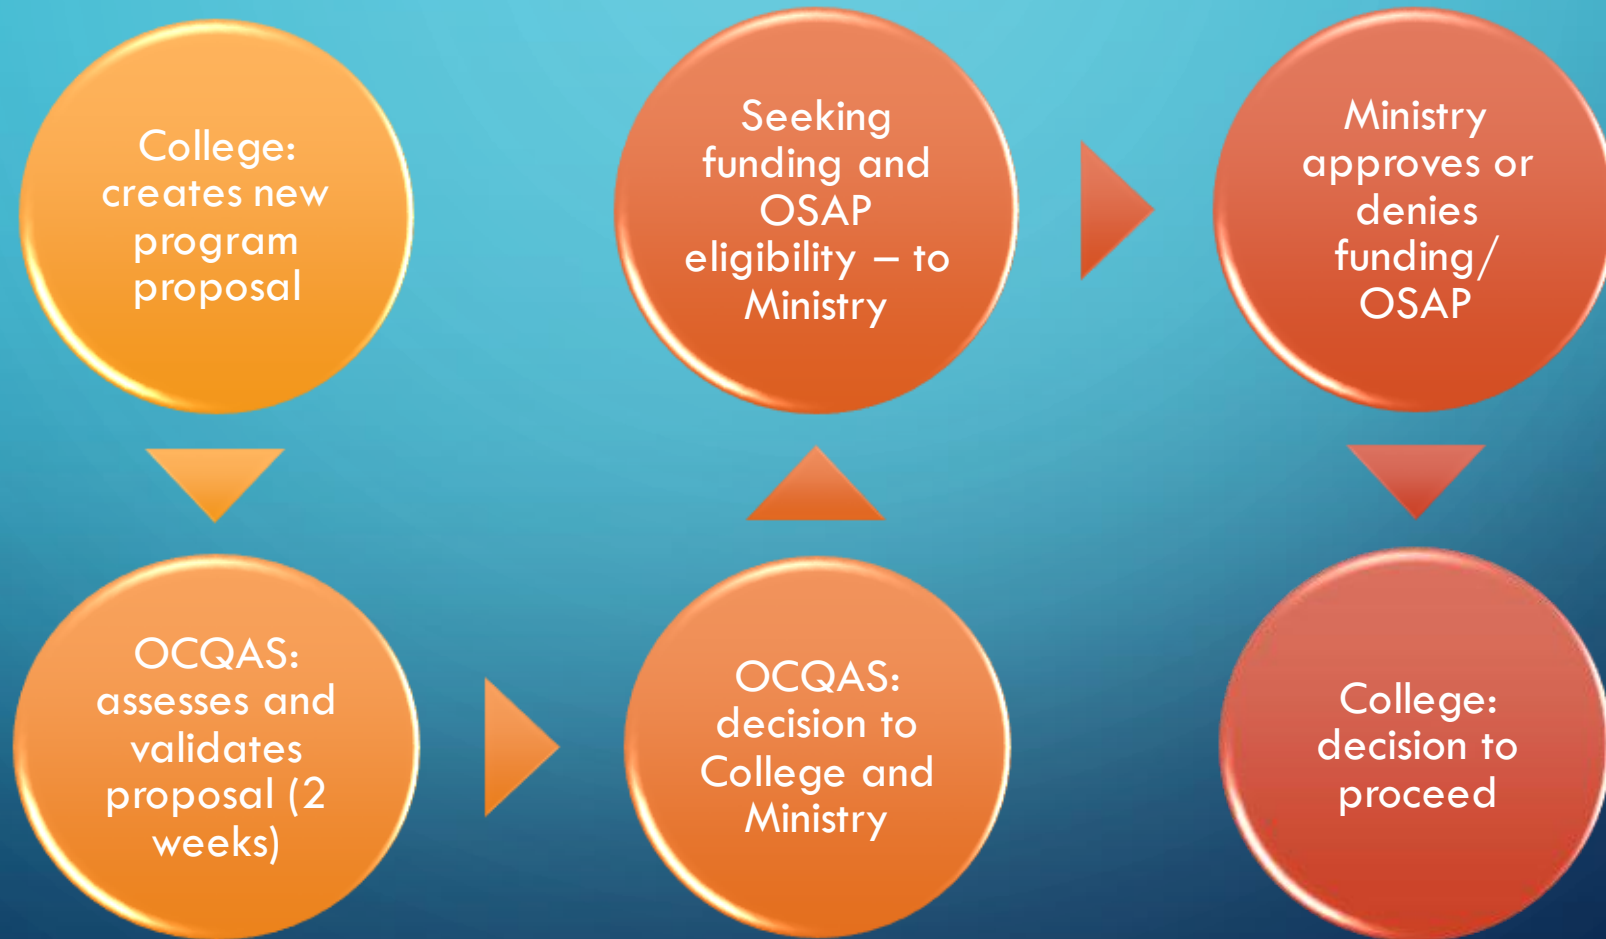 College:
creates new
program
proposal
OCQAS:
assesses and
validates
proposal (2
weeks)
OCQAS:
decision to
College and
Ministry
Seeking
funding and
OSAP
eligibility – to
Ministry
Ministry
approves or
denies
funding/
OSAP
College:
decision to
proceed